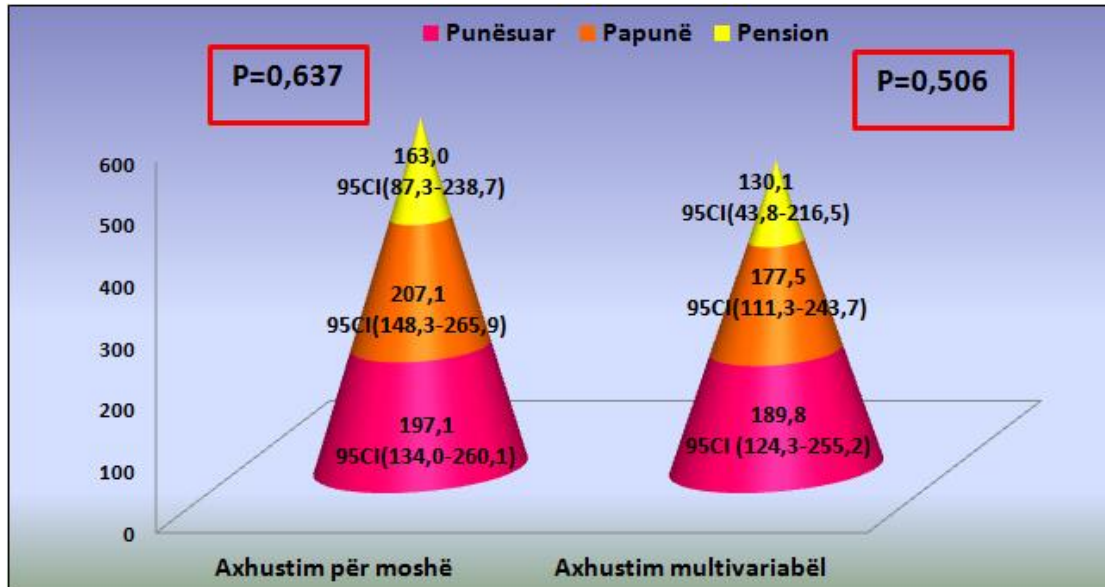 Punësuar Papunë Pension
P=0,637
P=0,506
600
500
400
300
200
100
0
163,0
95CI(87,3-238,7)
207,1
95CI(148,3-265,9)
197,1
95CI(134,0-260,1)
130,1
95CI(43,8-216,5)
177,5
95CI(111,3-243,7)
189,8
95CI (124,3-255,2)
Axhustim për moshë
Axhustim multivariabël